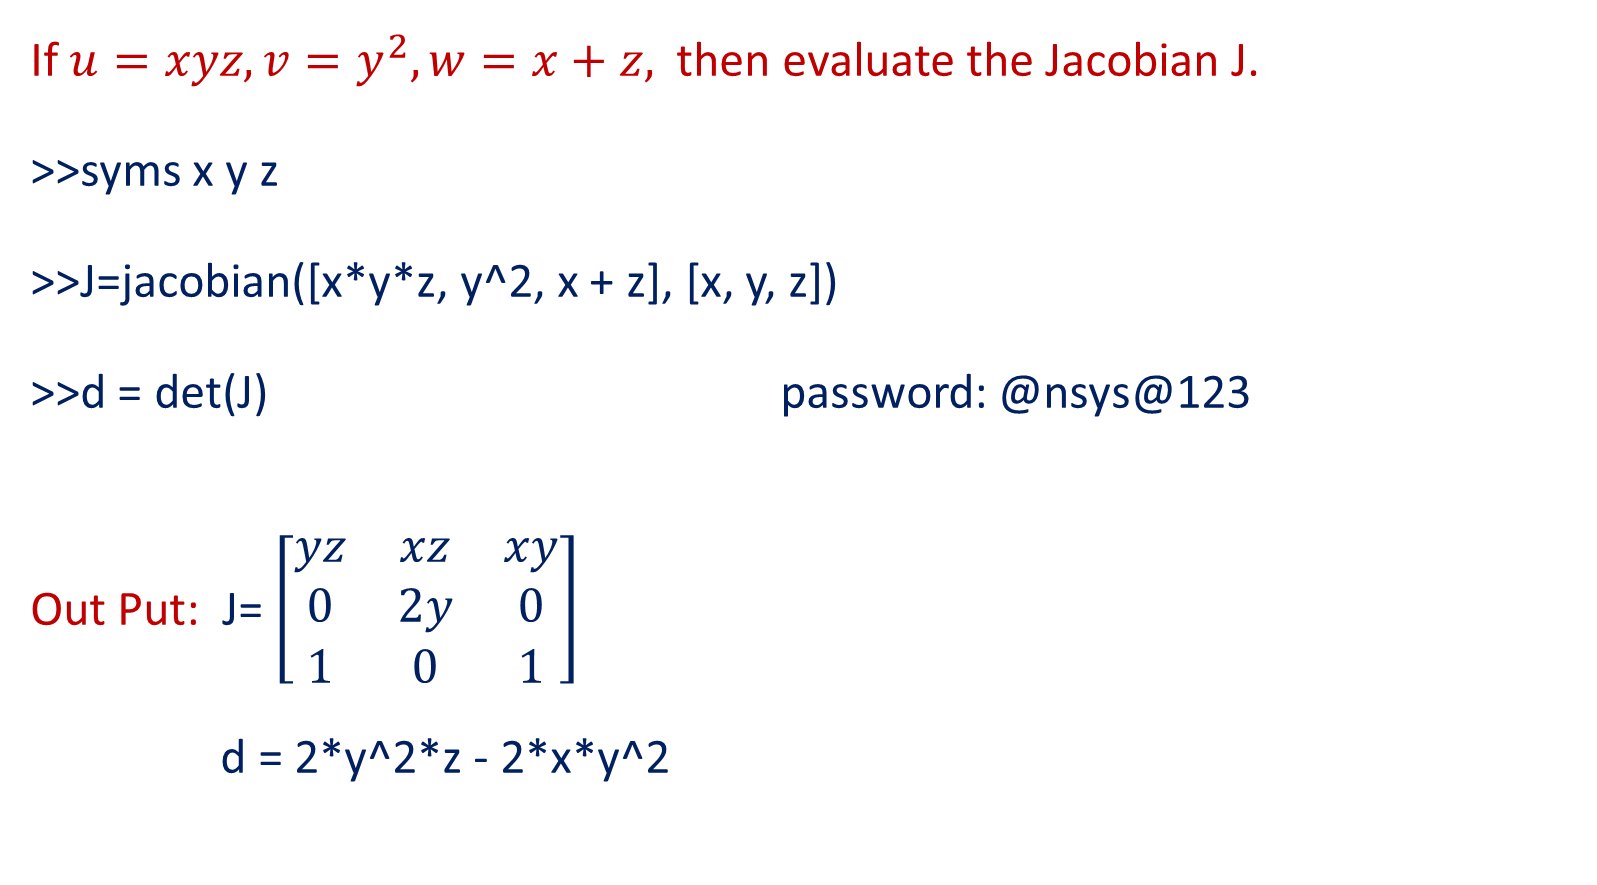 If u = xyz, v = y², w = x + z, then evaluate the Jacobian J.
>>syms x y z
>>J=jacobian([x*y*z, y^2, x + z], [x, y, z])
>>d = det(J) password: @nsys@123
yz xz xy
Out Put: J= 0 2y 0
1 0 1
d = 2*y^2*z - 2*x*y^2